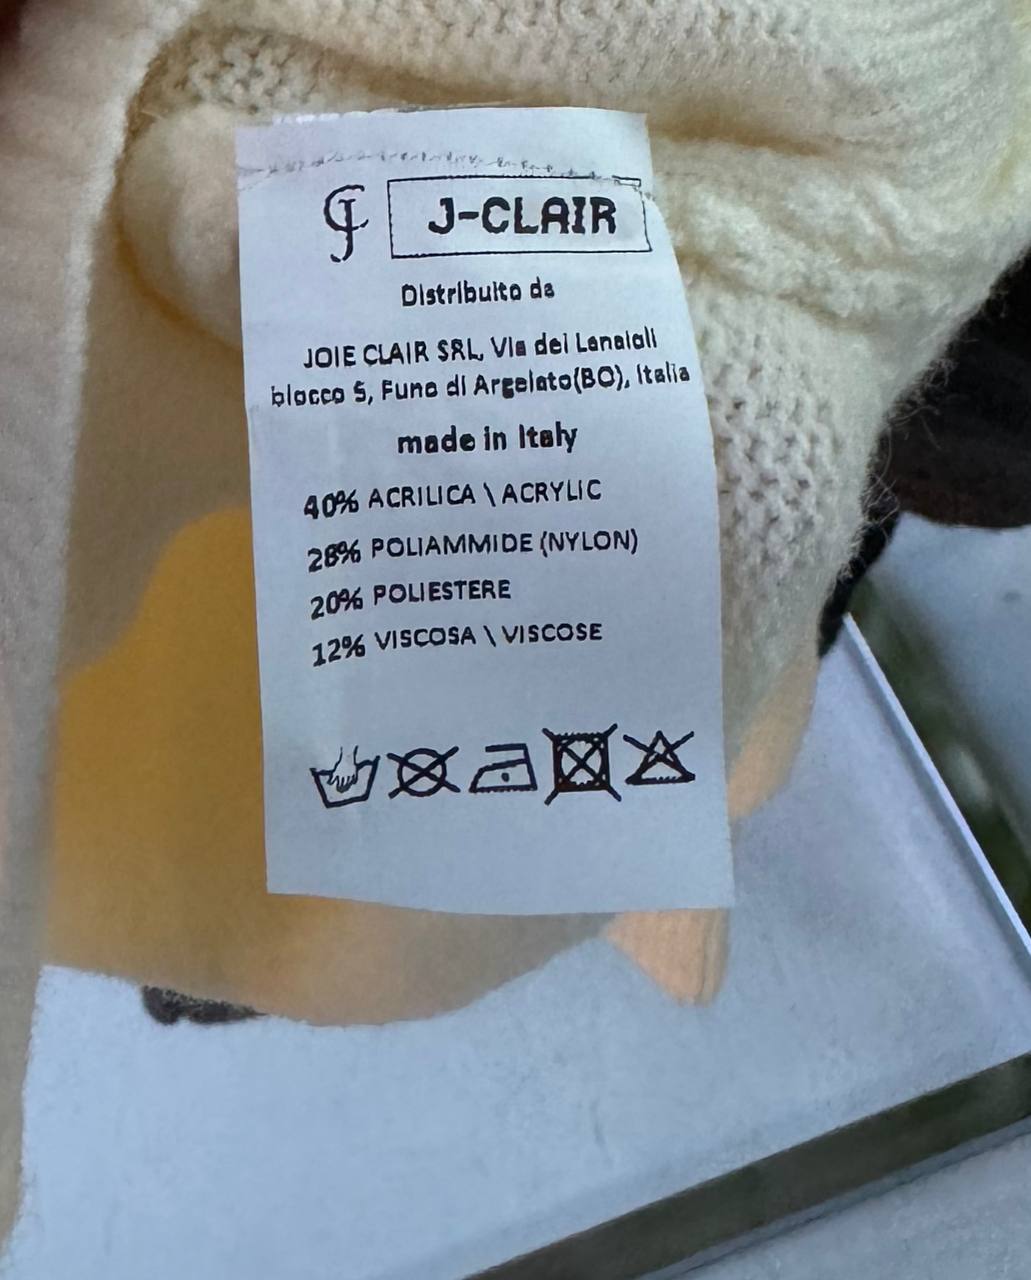 CJ J-CLAIR
Distribuito da
JOIE CLAIR SRL, Via dei Lanaioli
blocco 5, Funo di Argelato(BO), Italia
made in Italy
40% ACRILICA \ ACRYLIC
28% POLIAMMIDE (NYLON)
20% POLIESTERE
12% VISCOSA \ VISCOSE